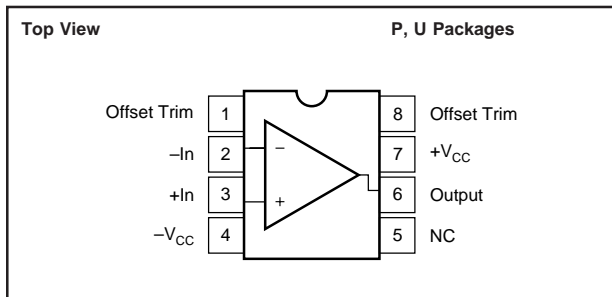 Top View P, U Packages
Offset Trim 1 8 Offset Trim
–In 2 – 7 +VCC
+In 3 + 6 Output
–VCC 4 5 NC